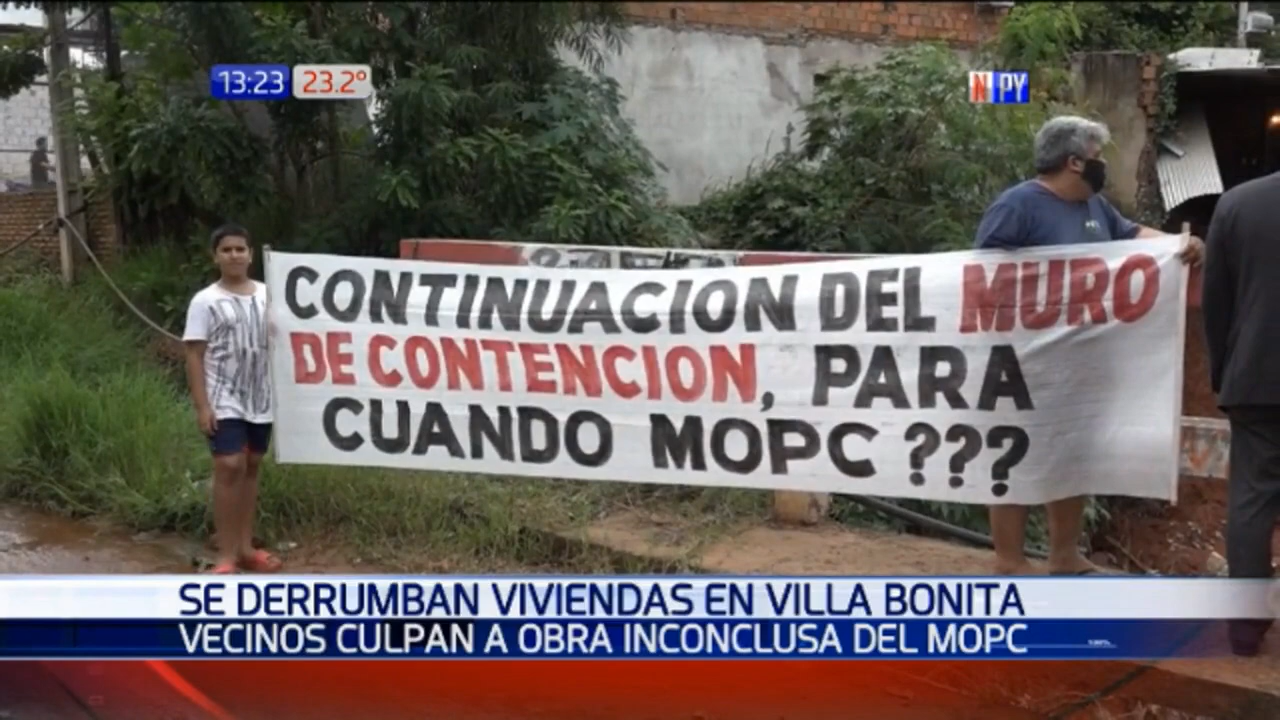 13:23 23.2°
N PY
CONTINUACION DEL MURO
DE CONTENCION, PARA
CUANDO MOPC ???
SE DERRUMBAN VIVIENDAS EN VILLA BONITA
VECINOS CULPAN A OBRA INCONCLUSA DEL MOPC